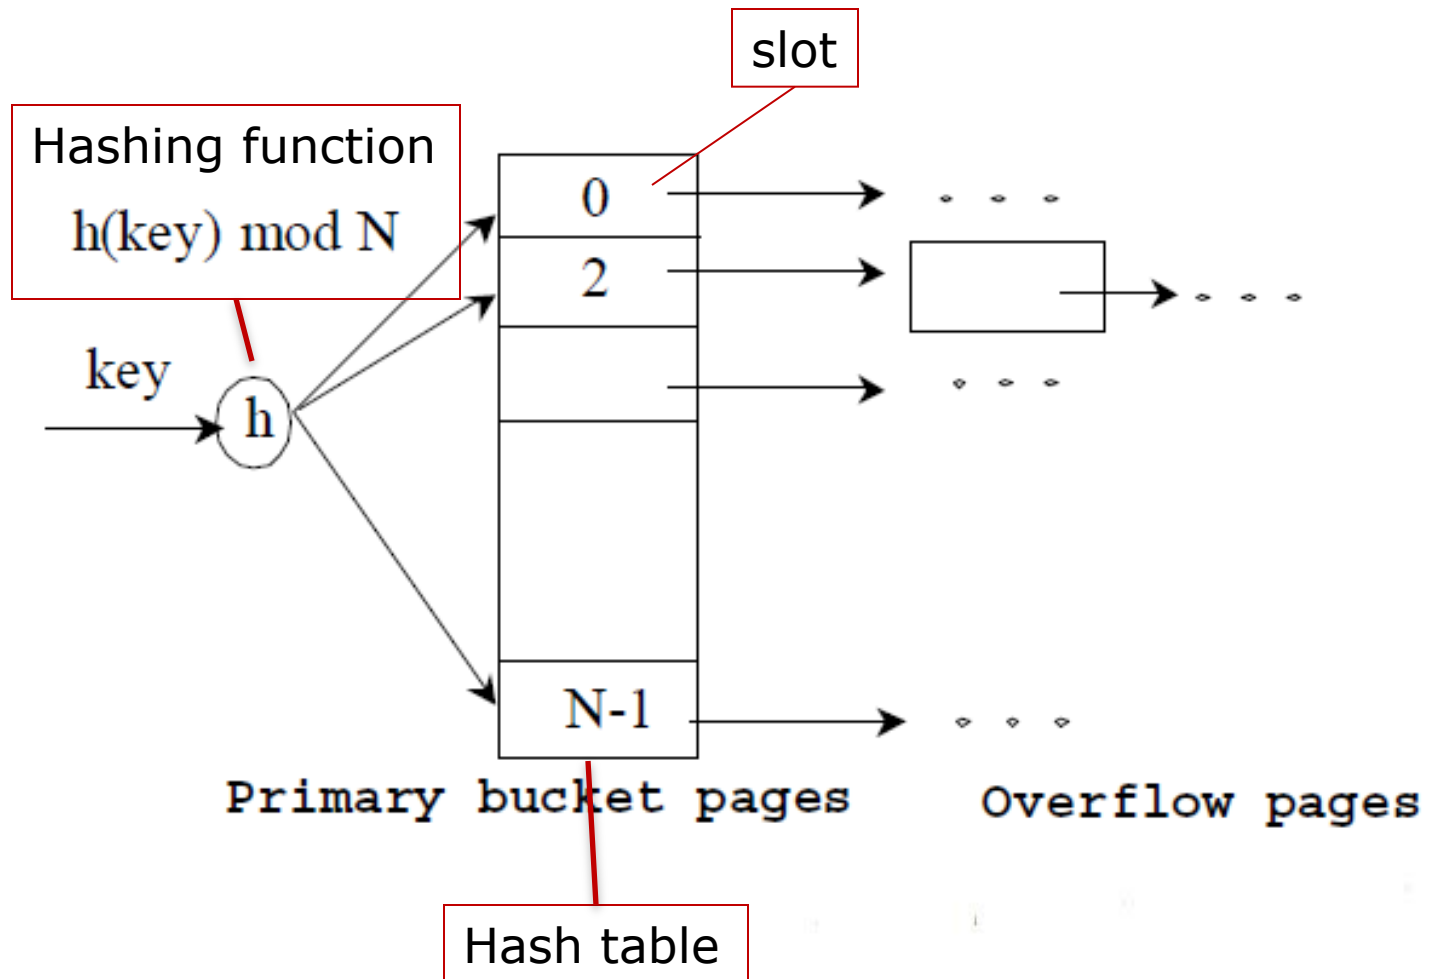 slot
Hashing function
h(key) mod N
0
2
key
h
N-1
Primary bucket pages
Overflow pages
Hash table